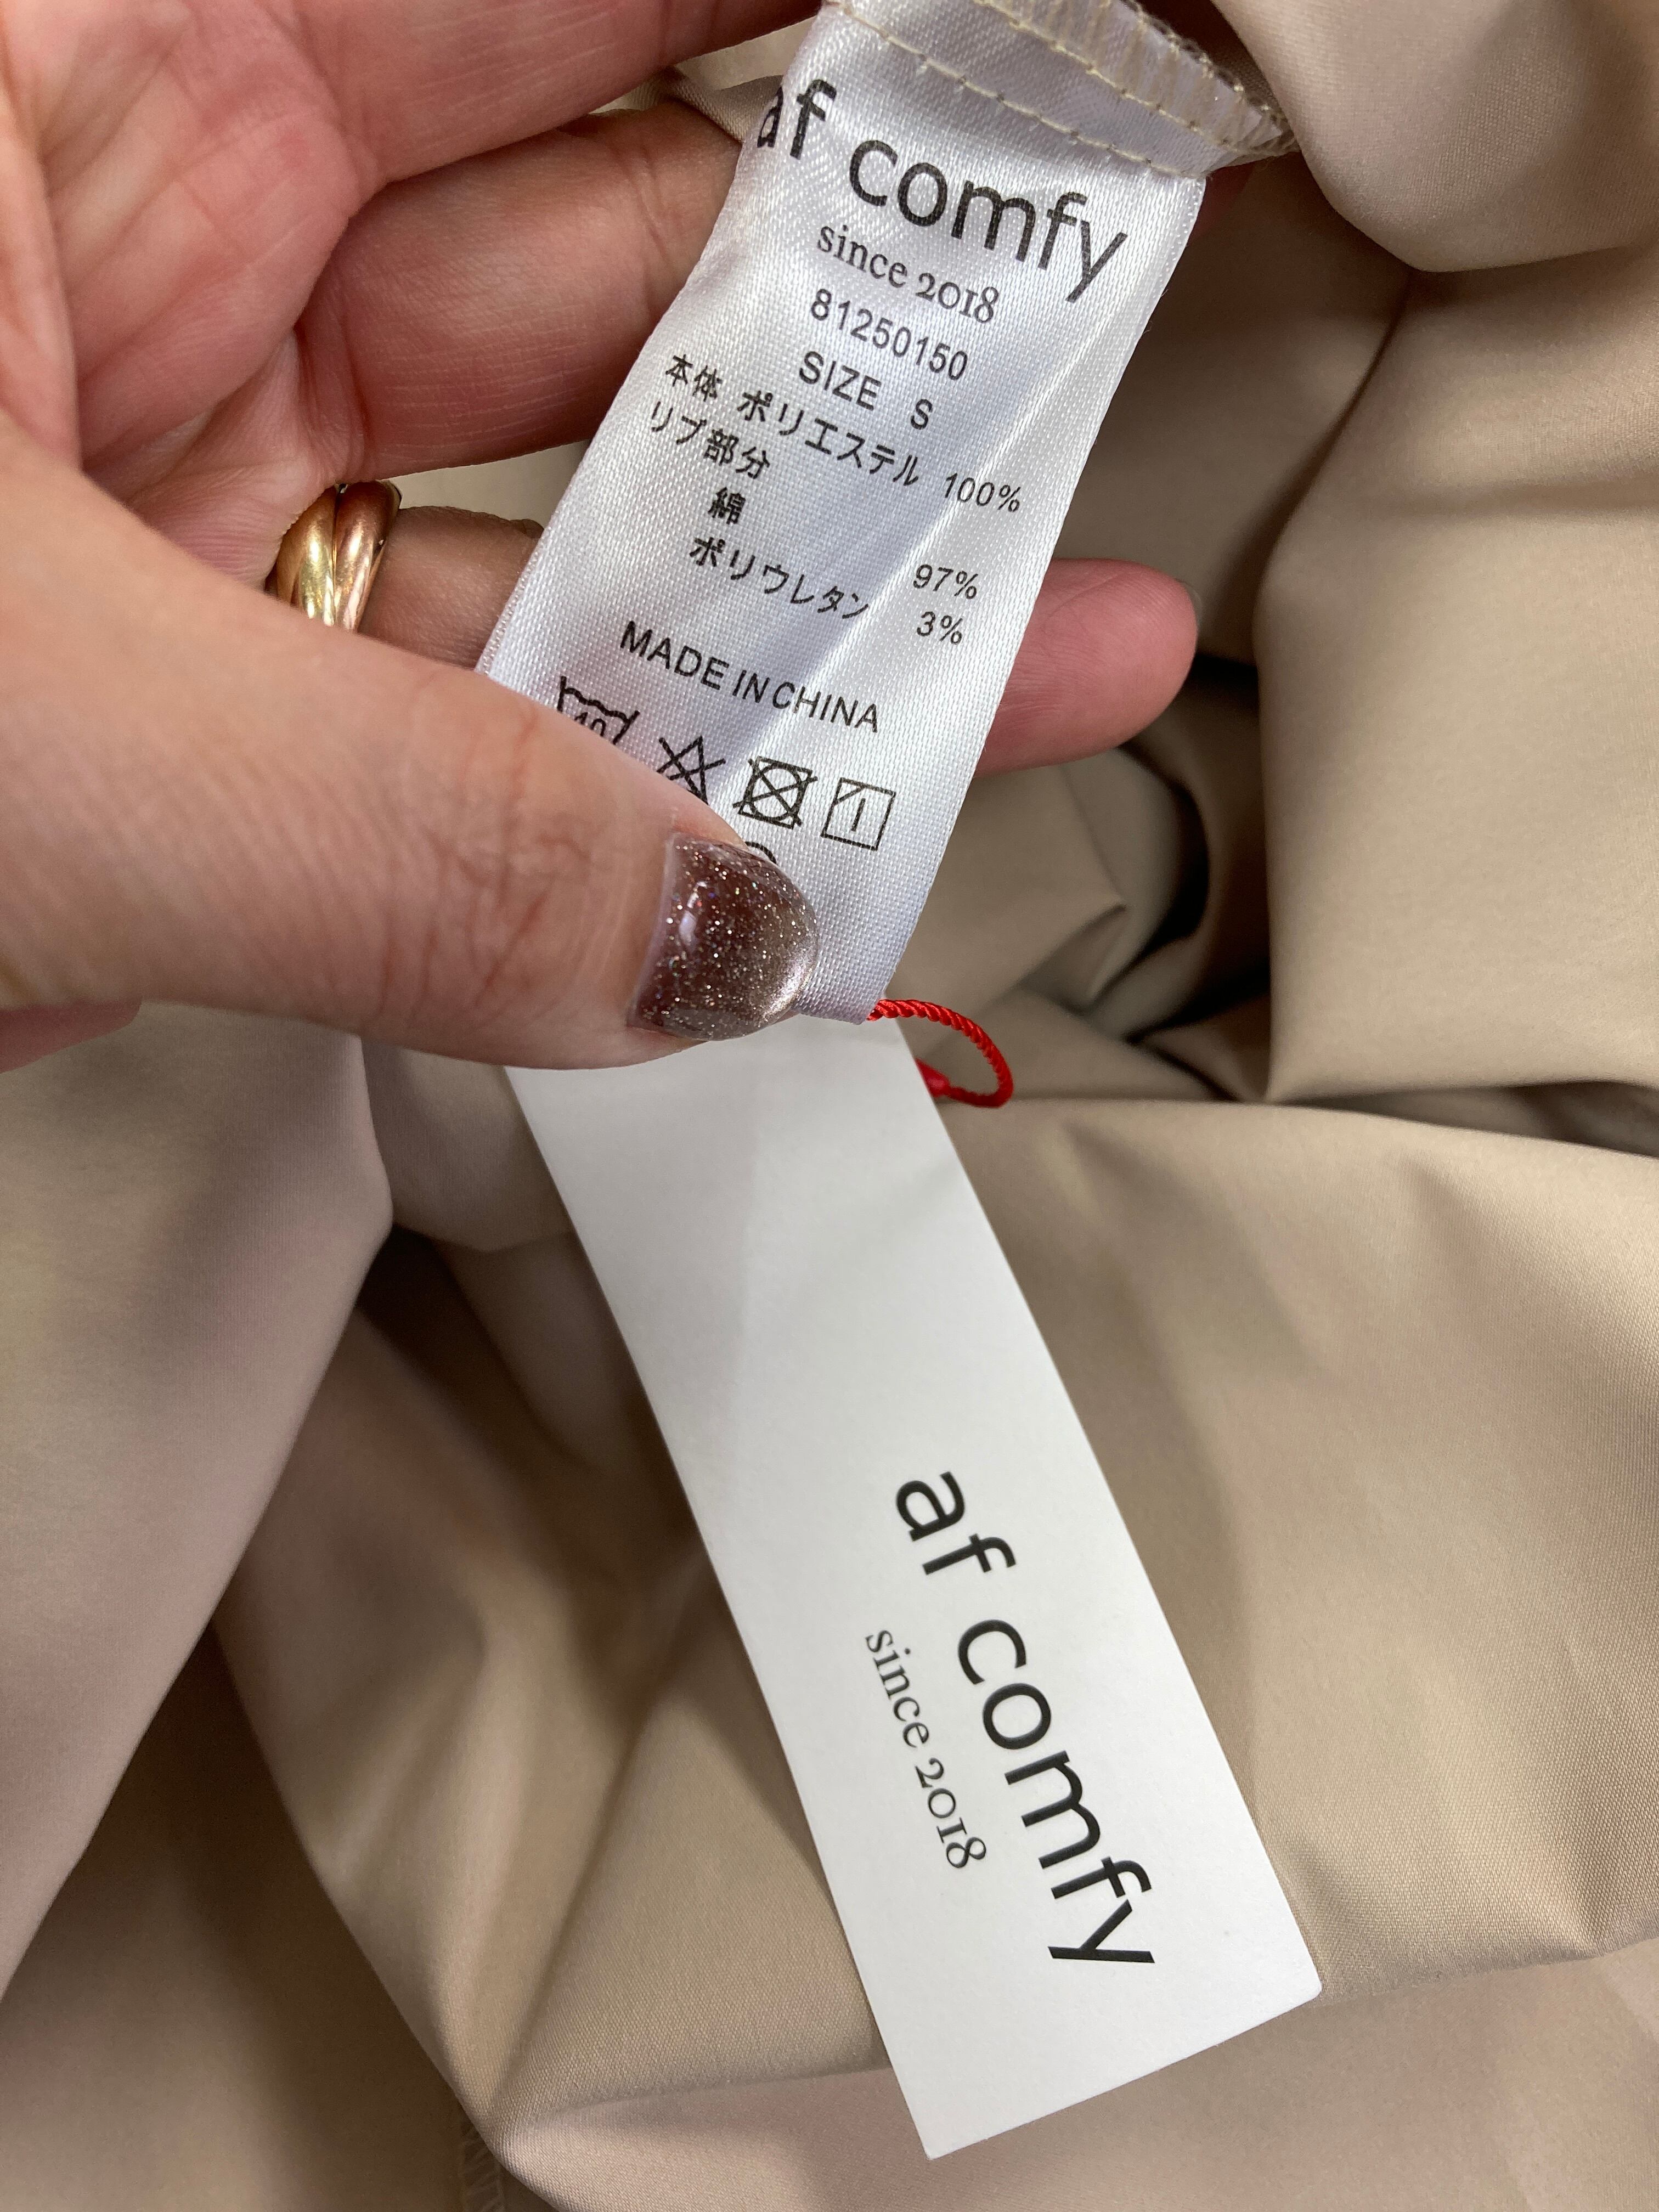 af comfy
since 2018
81250150
SIZE S
本体 ポリエステル 100%
リブ部分
綿 97%
ポリウレタン 3%
MADE IN CHINA
af comfy
since 2018